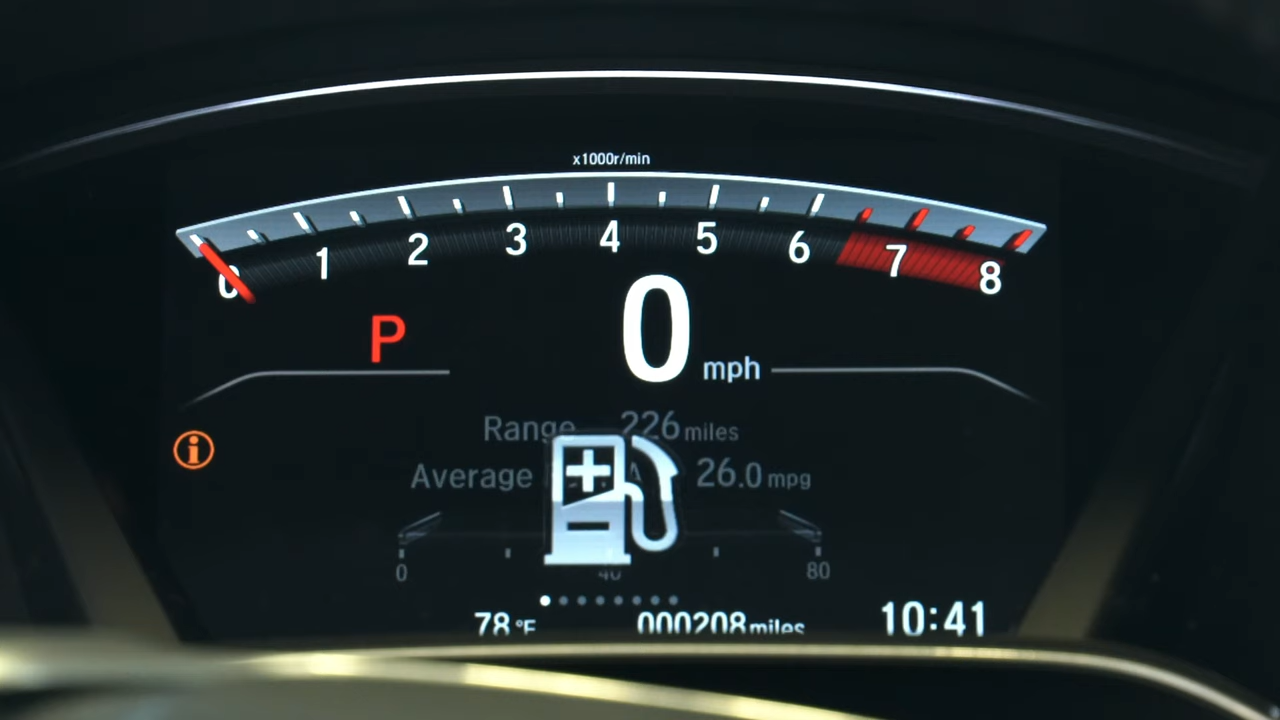 x1000r/min
0 1 2 3 4 5 6 7 8
P 0 mph
Range 226 miles
Average A 26.0 mpg
0 40 80
78 °F 000208 miles 10:41